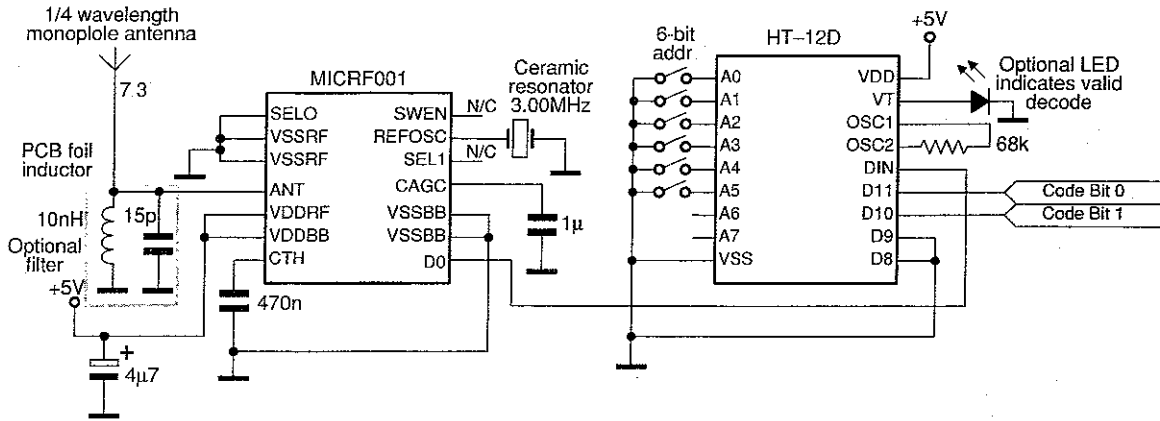 1/4 wavelength
monoplole antenna
7.3
PCB foil
inductor
10nH
15p
Optional
filter
+5V
4µ7
+
MICRF001
SELO
VSSRF
VSSRF
ANT
VDDRF
VDDBB
CTH
SWEN
REFOSC
SEL1
CAGC
VSSBB
VSSBB
D0
470n
N/C
N/C
Ceramic
resonator
3.00MHz
1µ
6-bit
addr
HT-12D
A0
A1
A2
A3
A4
A5
A6
A7
VSS
VDD
VT
OSC1
OSC2
DIN
D11
D10
D9
D8
+5V
Optional LED
indicates valid
decode
68k
Code Bit 0
Code Bit 1